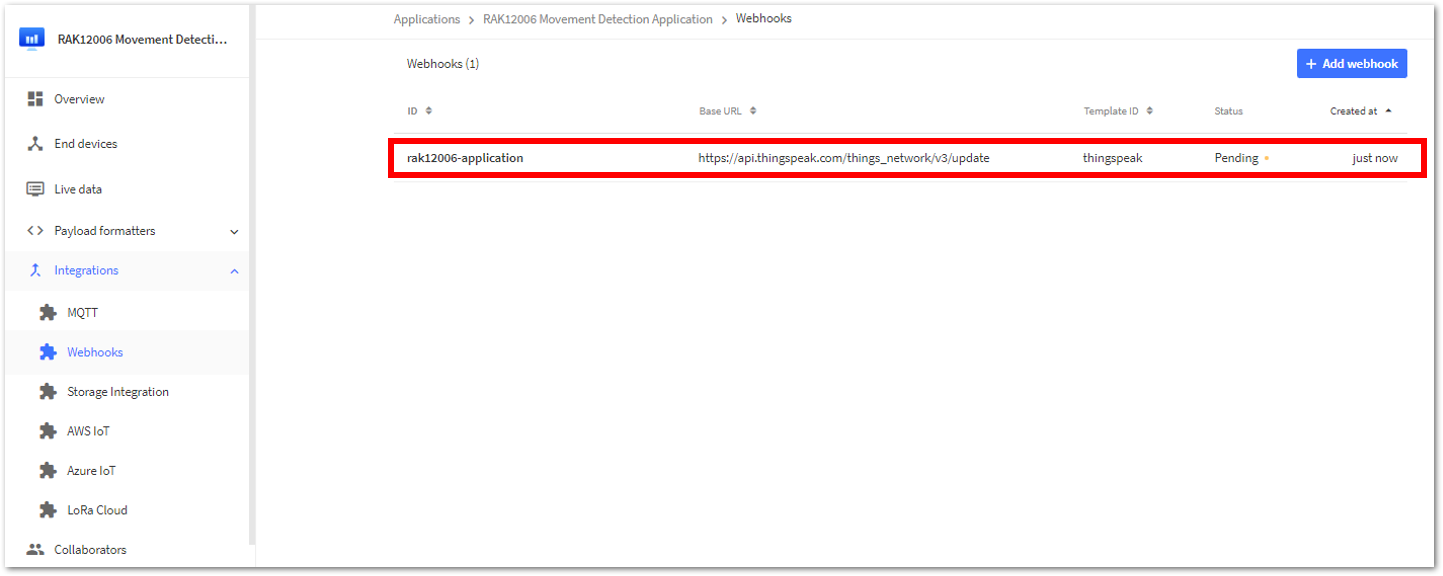 RAK12006 Movement Detecti...
Overview
End devices
Live data
Payload formatters
Integrations
MQTT
Webhooks
Storage Integration
AWS IoT
Azure IoT
LoRa Cloud
Collaborators
Applications > RAK12006 Movement Detection Application > Webhooks
Webhooks (1)
+ Add webhook
ID Base URL Template ID Status Created at
rak12006-application https://api.thingspeak.com/things_network/v3/update thingspeak Pending just now